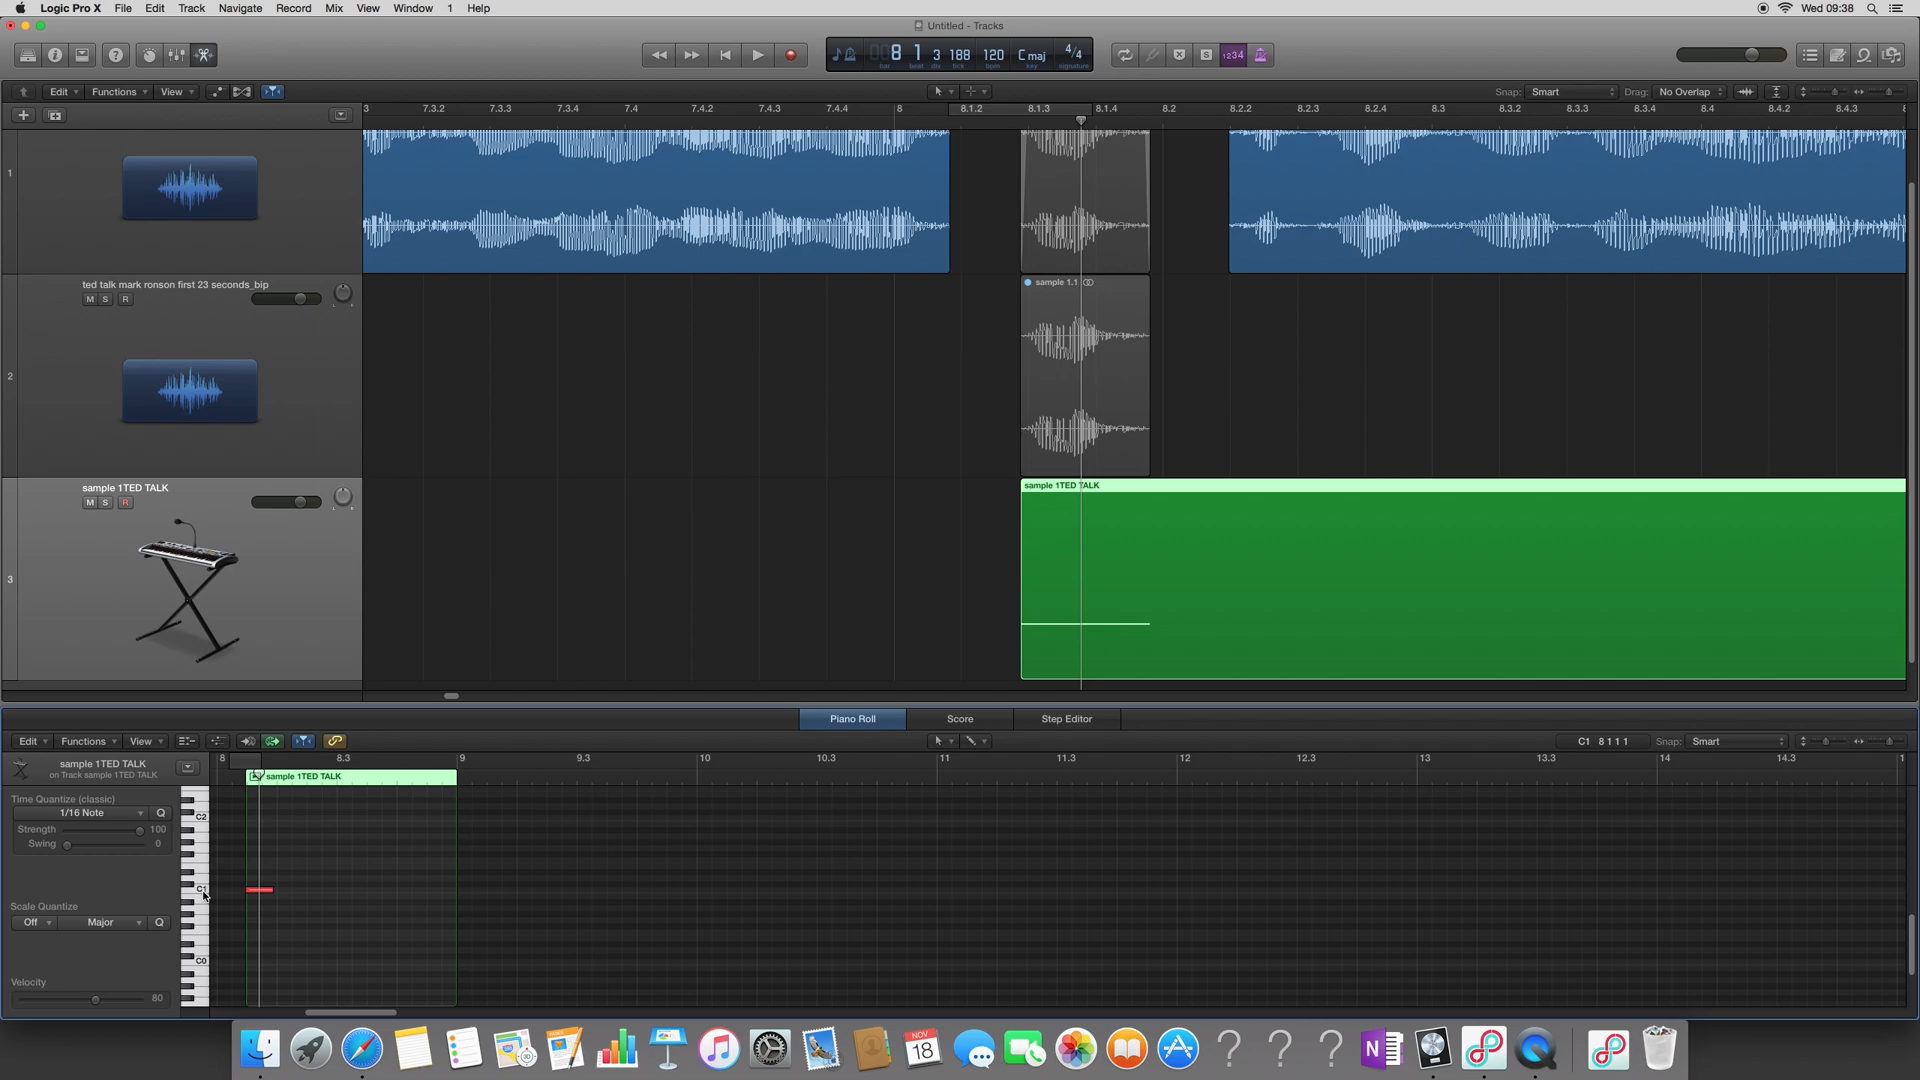 Logic Pro X File Edit Track Navigate Record Mix View Window 1 Help Wed 09:38
Untitled - Tracks
8 1 3 188 120 C maj 4/4
bar beat div tick bpm key signature
1234
Edit Functions View Snap: Smart Drag: No Overlap
3 7.3.2 7.3.3 7.3.4 7.4 7.4.2 7.4.3 7.4.4 8 8.1.2 8.1.3 8.1.4 8.2 8.2.2 8.2.3 8.2.4 8.3 8.3.2 8.3.3 8.3.4 8.4 8.4.2 8.4.3
1
ted talk mark ronson first 23 seconds_bip
M S R
sample 1.1
2
sample 1TED TALK
M S R
sample 1TED TALK
3
Piano Roll Score Step Editor
Edit Functions View C1 8 1 1 1 Snap: Smart
8 8.3 9 9.3 10 10.3 11 11.3 12 12.3 13 13.3 14 14.3 1
sample 1TED TALK
on Track sample 1TED TALK
sample 1TED TALK
Time Quantize (classic)
1/16 Note Q
Strength 100
Swing 0
C2
C1
Scale Quantize
Off Major Q
C0
Velocity
80
NOV
18
3D
PAGES
N